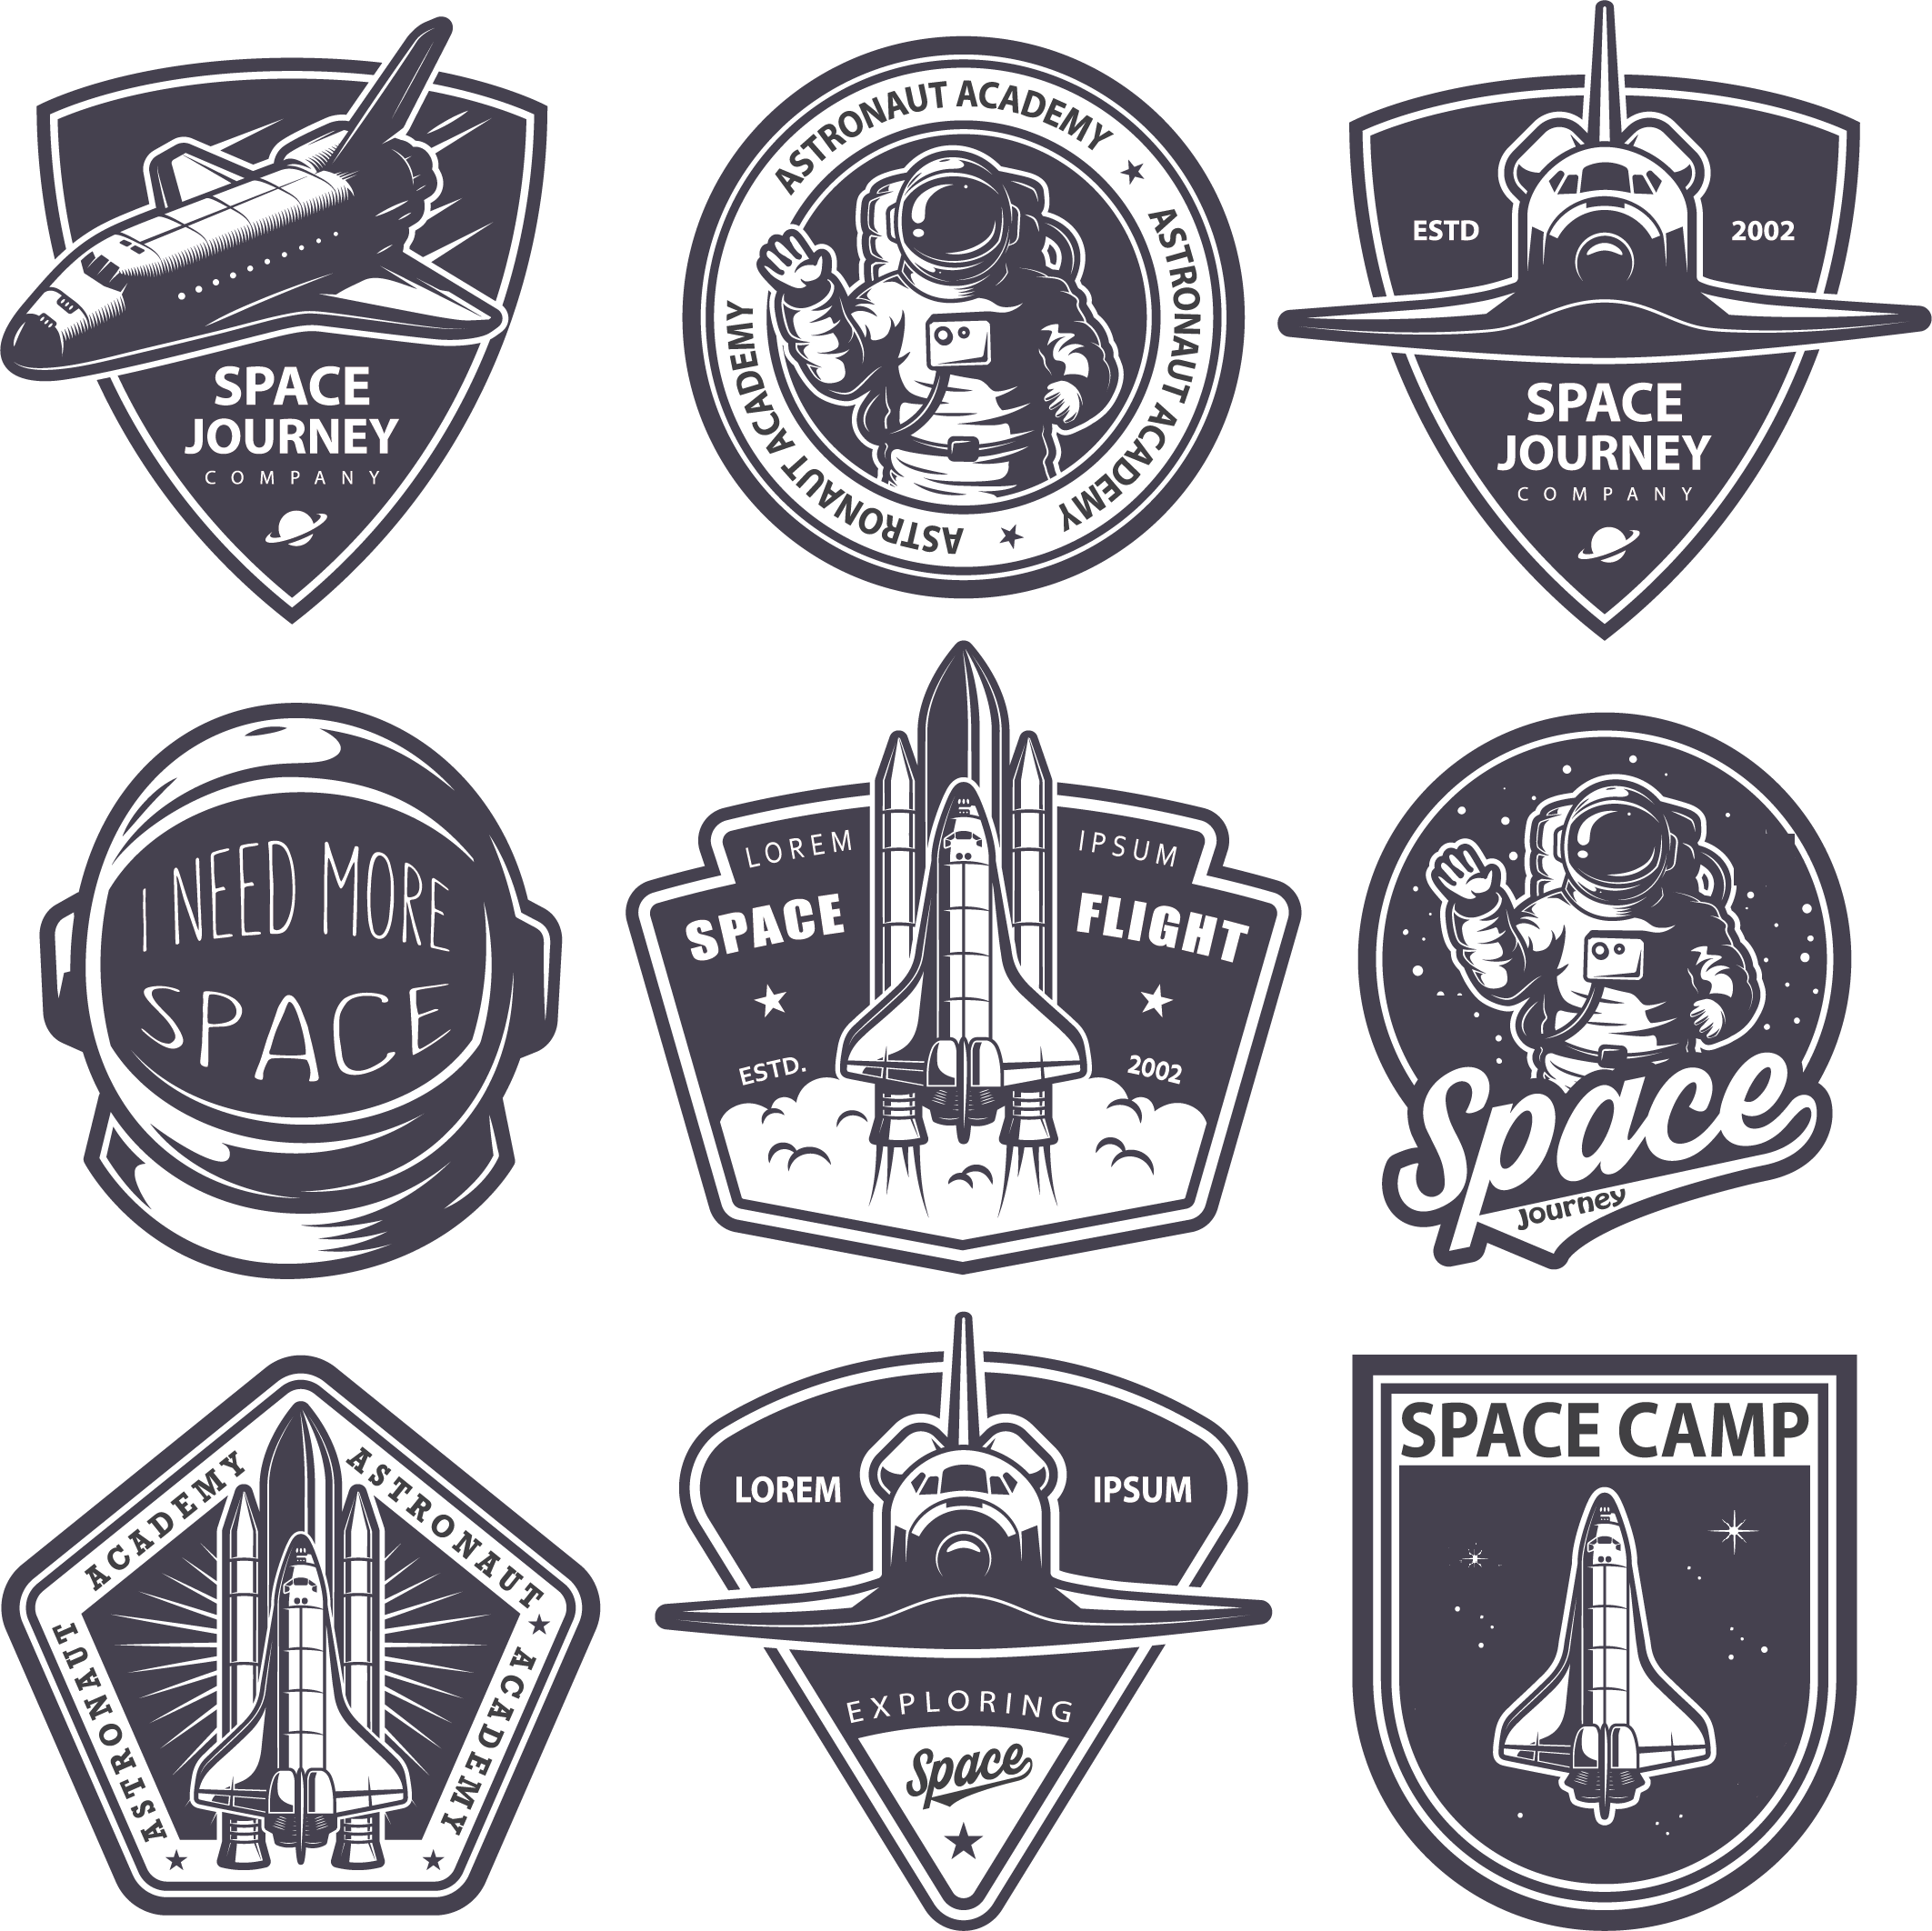 SPACE
JOURNEY
COMPANY
ASTRONAUT ACADEMY
ASTRONAUT ACADEMY
ASTRONAUT ACADEMY
ESTD 2002
SPACE
JOURNEY
COMPANY
I NEED MORE
SPACE
LOREM IPSUM
SPACE FLIGHT
ESTD. 2002
Space
Journey
ASTRONAUT ACADEMY
ASTRONAUT ACADEMY
LOREM IPSUM
EXPLORING
Space
SPACE CAMP